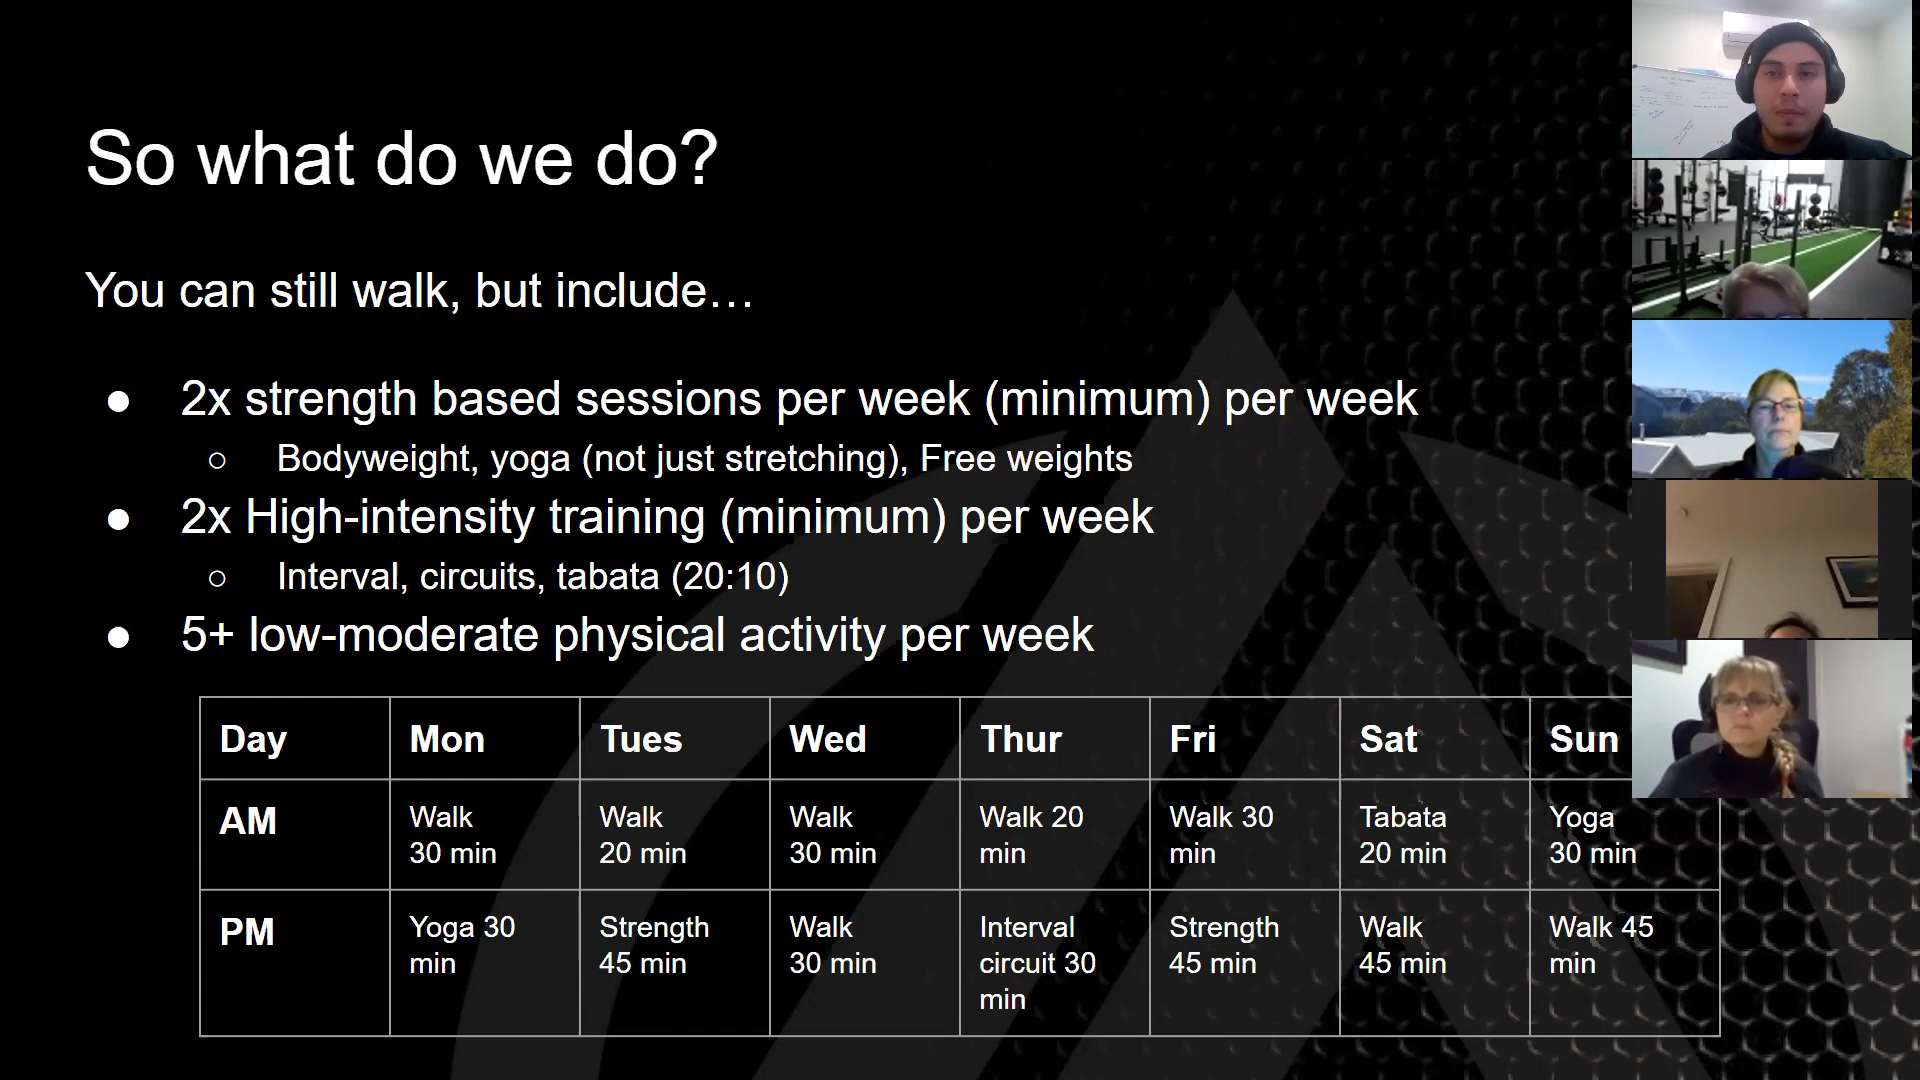 So what do we do?
You can still walk, but include…
● 2x strength based sessions per week (minimum) per week
○ Bodyweight, yoga (not just stretching), Free weights
● 2x High-intensity training (minimum) per week
○ Interval, circuits, tabata (20:10)
● 5+ low-moderate physical activity per week
Day Mon Tues Wed Thur Fri Sat Sun
AM
Walk
30 min
Walk
20 min
Walk
30 min
Walk 20
min
Walk 30
min
Tabata
20 min
Yoga
30 min
PM
Yoga 30
min
Strength
45 min
Walk
30 min
Interval
circuit 30
min
Strength
45 min
Walk
45 min
Walk 45
min